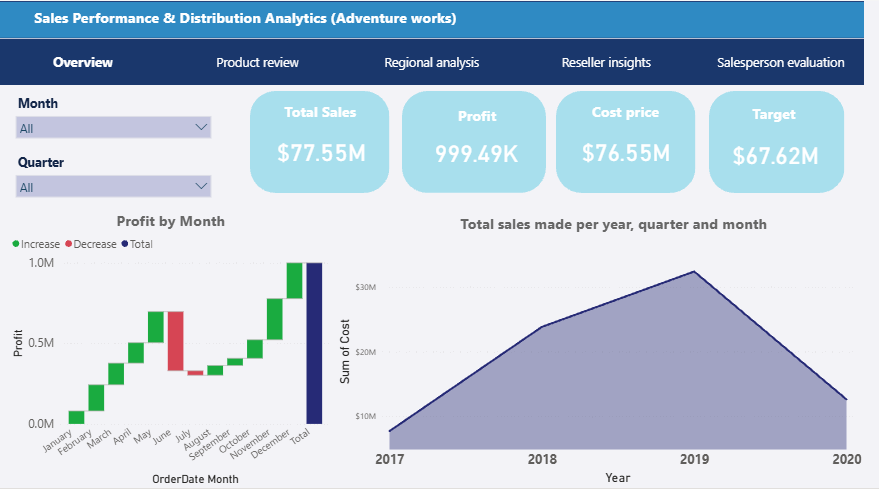 Sales Performance & Distribution Analytics (Adventure works)
Overview
Product review
Regional analysis
Reseller insights
Salesperson evaluation
Month
All
Quarter
All
Total Sales
$77.55M
Profit
999.49K
Cost price
$76.55M
Target
$67.62M
Profit by Month
Increase
Decrease
Total
1.0M
0.5M
0.0M
Profit
January
February
March
April
May
June
July
August
September
October
November
December
Total
OrderDate Month
Total sales made per year, quarter and month
$30M
$20M
$10M
Sum of Cost
2017
2018
2019
2020
Year